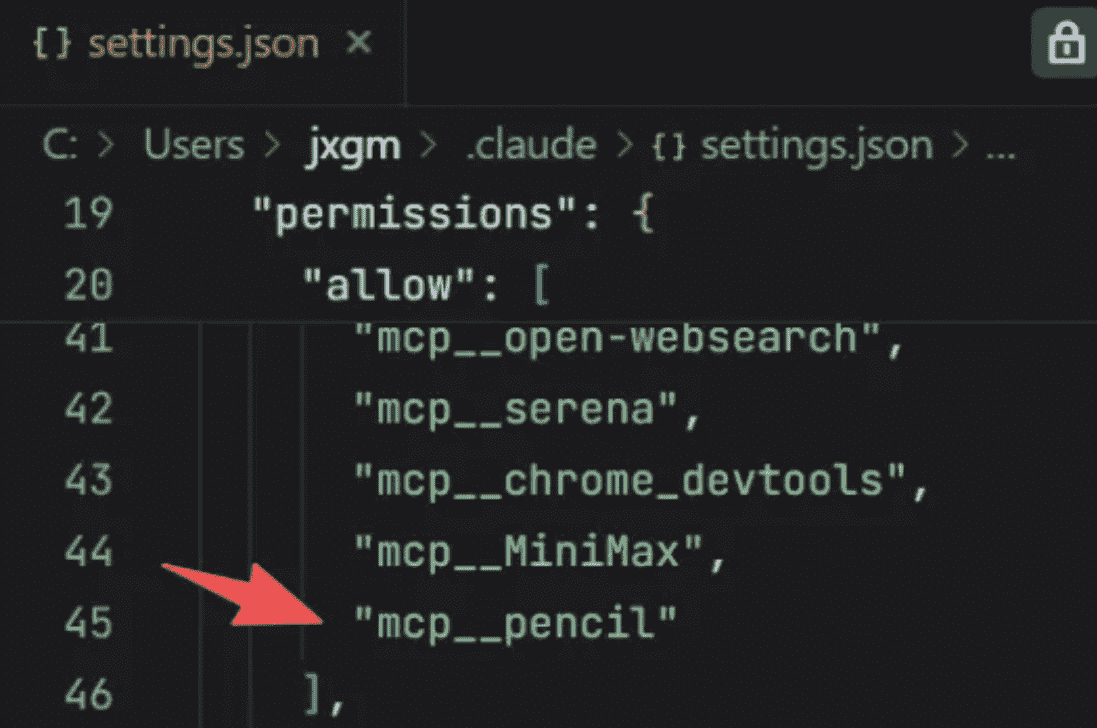 {} settings.json ×
C: > Users > jxgm > .claude > {} settings.json > ...
19 "permissions": {
20 "allow": [
41 "mcp__open-websearch",
42 "mcp__serena",
43 "mcp__chrome_devtools",
44 "mcp__MiniMax",
45 "mcp__pencil"
46 ],